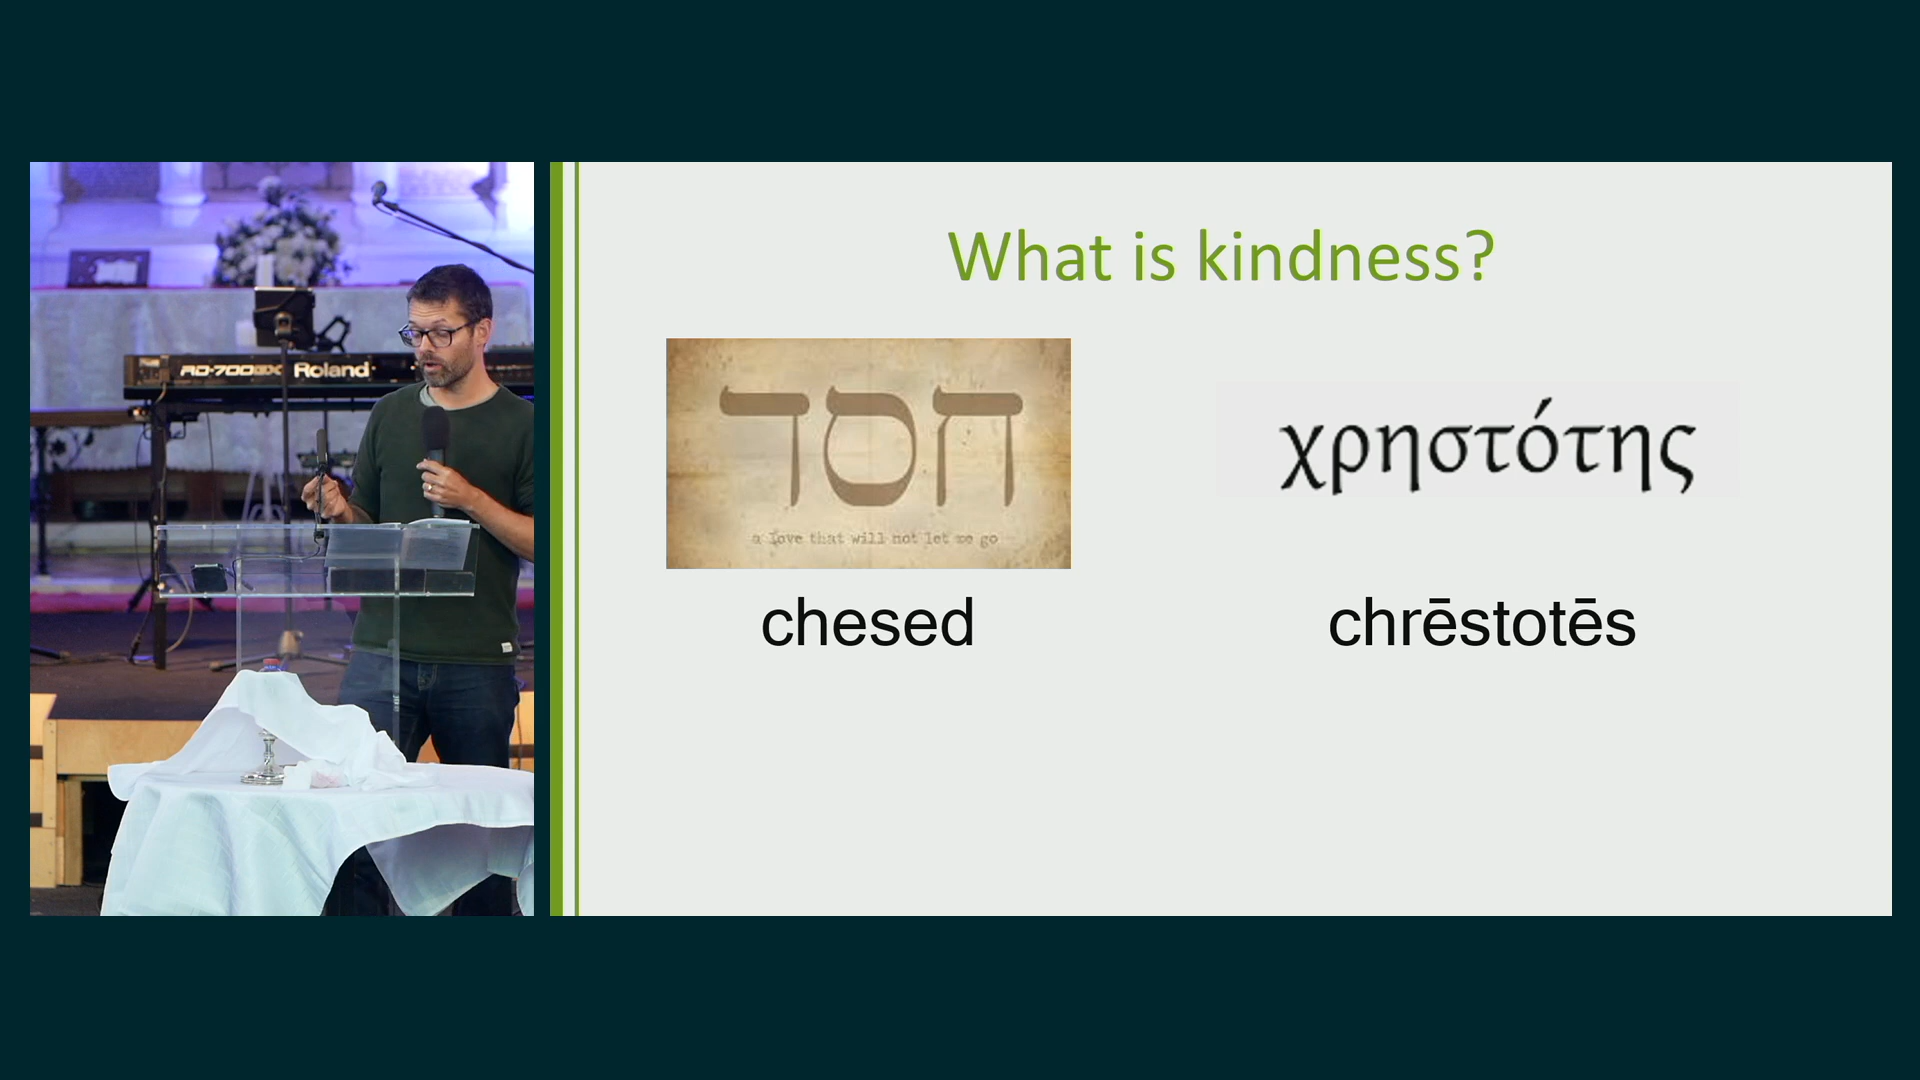 RD-700GX Roland
What is kindness?
חסד
a love that will not let me go
chesed
χρηστότης
chrēstotēs